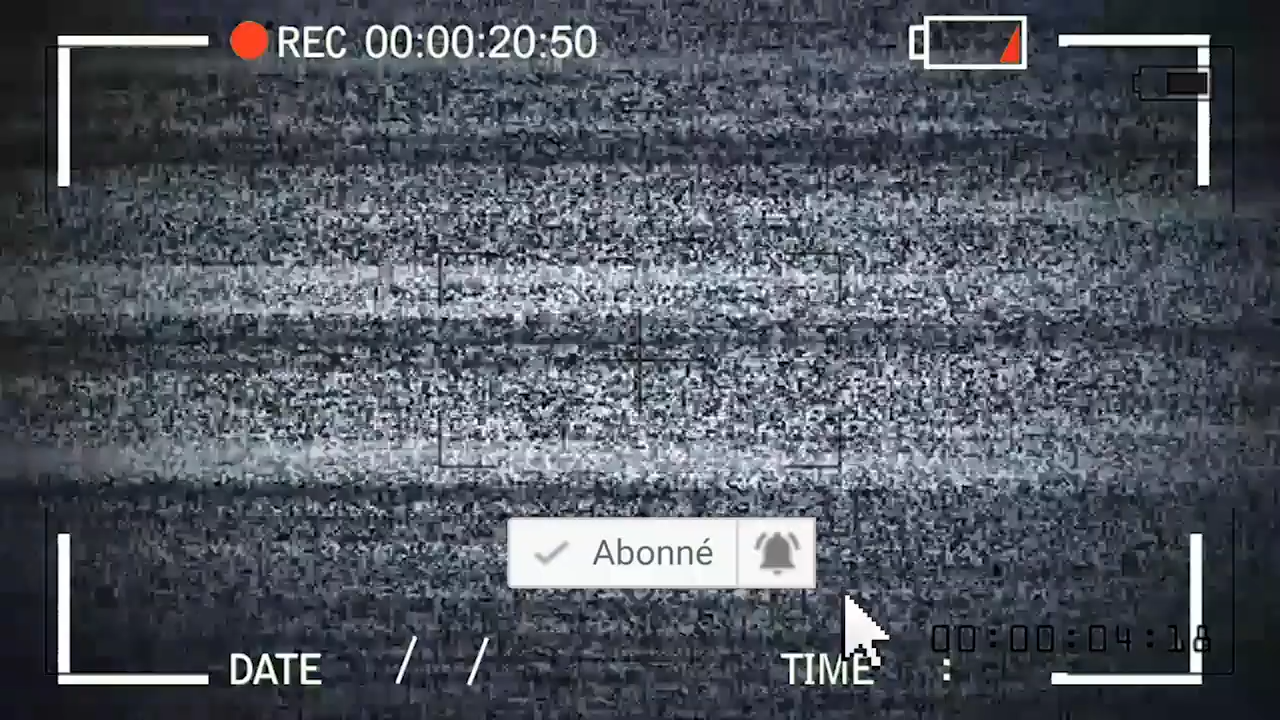 REC 00:00:20:50
Abonné
00:00:04:18
DATE / /
TIME :